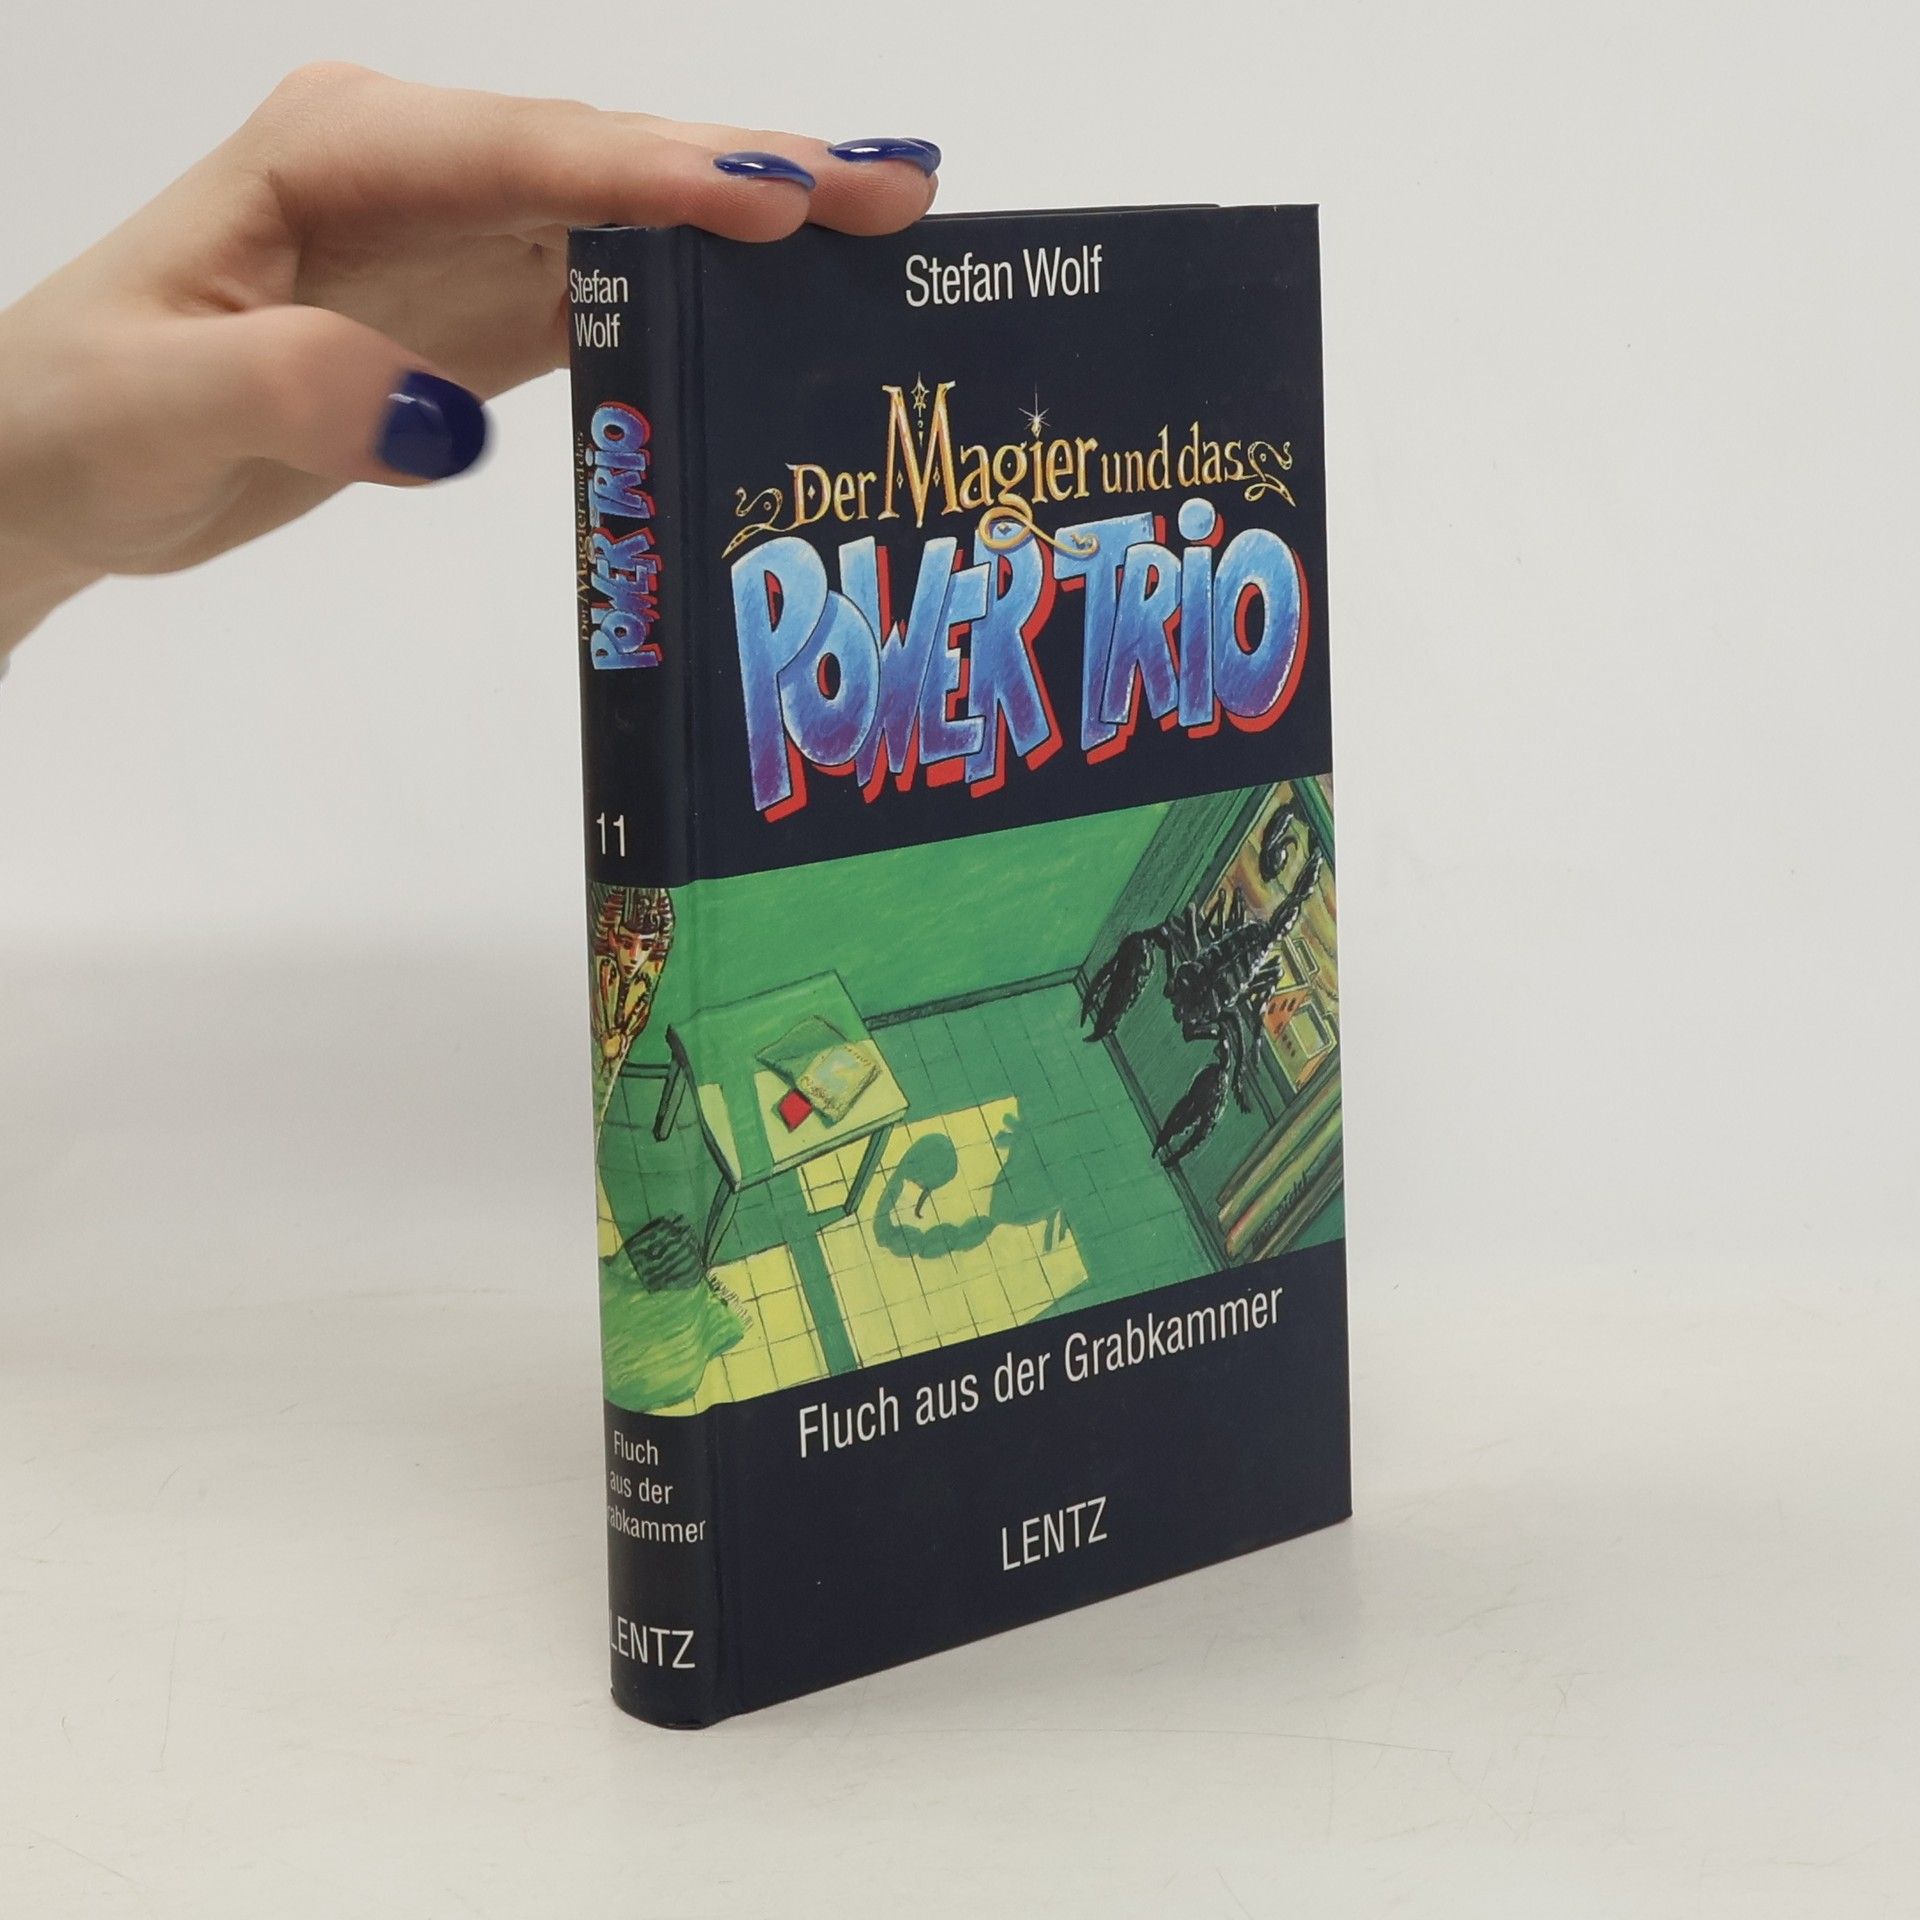 Stefan Wolf
Der Magier und das
POWER TRIO
Fluch aus der Grabkammer
LENTZ
Stefan
Wolf
Der Magier und das
POWER TRIO
11
Fluch
aus der
LENTZ